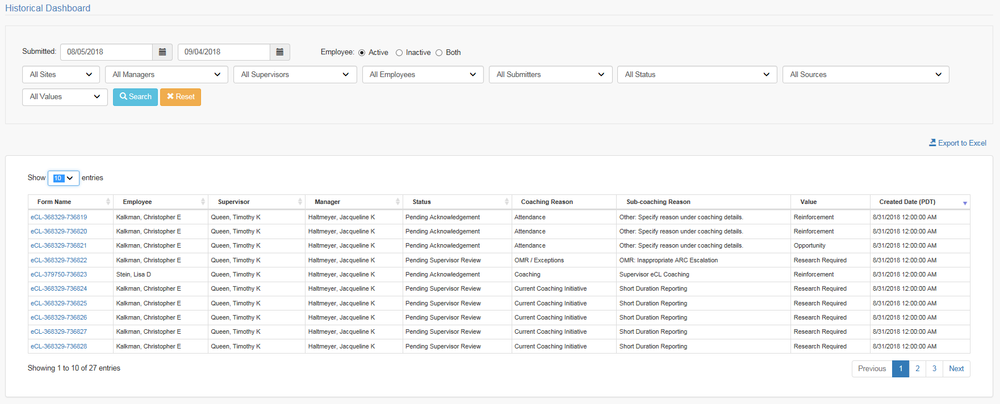 Historical Dashboard
Submitted: 08/05/2018 09/04/2018 Employee: Active Inactive Both
All Sites All Managers All Supervisors All Employees All Submitters All Status All Sources
All Values Search Reset
Export to Excel
Show 10 entries
Form Name Employee Supervisor Manager Status Coaching Reason Sub-coaching Reason Value Created Date (PDT)
eCL-368329-736819 Kalkman, Christopher E Queen, Timothy K Haltmeyer, Jacqueline K Pending Acknowledgement Attendance Other: Specify reason under coaching details. Reinforcement 8/31/2018 12:00:00 AM
eCL-368329-736820 Kalkman, Christopher E Queen, Timothy K Haltmeyer, Jacqueline K Pending Acknowledgement Attendance Other: Specify reason under coaching details. Reinforcement 8/31/2018 12:00:00 AM
eCL-368329-736821 Kalkman, Christopher E Queen, Timothy K Haltmeyer, Jacqueline K Pending Acknowledgement Attendance Other: Specify reason under coaching details. Opportunity 8/31/2018 12:00:00 AM
eCL-368329-736822 Kalkman, Christopher E Queen, Timothy K Haltmeyer, Jacqueline K Pending Supervisor Review OMR / Exceptions OMR: Inappropriate ARC Escalation Research Required 8/31/2018 12:00:00 AM
eCL-379750-736823 Stein, Lisa D Queen, Timothy K Haltmeyer, Jacqueline K Pending Acknowledgement Coaching Supervisor eCL Coaching Reinforcement 8/31/2018 12:00:00 AM
eCL-368329-736824 Kalkman, Christopher E Queen, Timothy K Haltmeyer, Jacqueline K Pending Supervisor Review Current Coaching Initiative Short Duration Reporting Research Required 8/31/2018 12:00:00 AM
eCL-368329-736825 Kalkman, Christopher E Queen, Timothy K Haltmeyer, Jacqueline K Pending Supervisor Review Current Coaching Initiative Short Duration Reporting Research Required 8/31/2018 12:00:00 AM
eCL-368329-736826 Kalkman, Christopher E Queen, Timothy K Haltmeyer, Jacqueline K Pending Supervisor Review Current Coaching Initiative Short Duration Reporting Research Required 8/31/2018 12:00:00 AM
eCL-368329-736827 Kalkman, Christopher E Queen, Timothy K Haltmeyer, Jacqueline K Pending Supervisor Review Current Coaching Initiative Short Duration Reporting Research Required 8/31/2018 12:00:00 AM
eCL-368329-736828 Kalkman, Christopher E Queen, Timothy K Haltmeyer, Jacqueline K Pending Supervisor Review Current Coaching Initiative Short Duration Reporting Research Required 8/31/2018 12:00:00 AM
Showing 1 to 10 of 27 entries Previous 1 2 3 Next